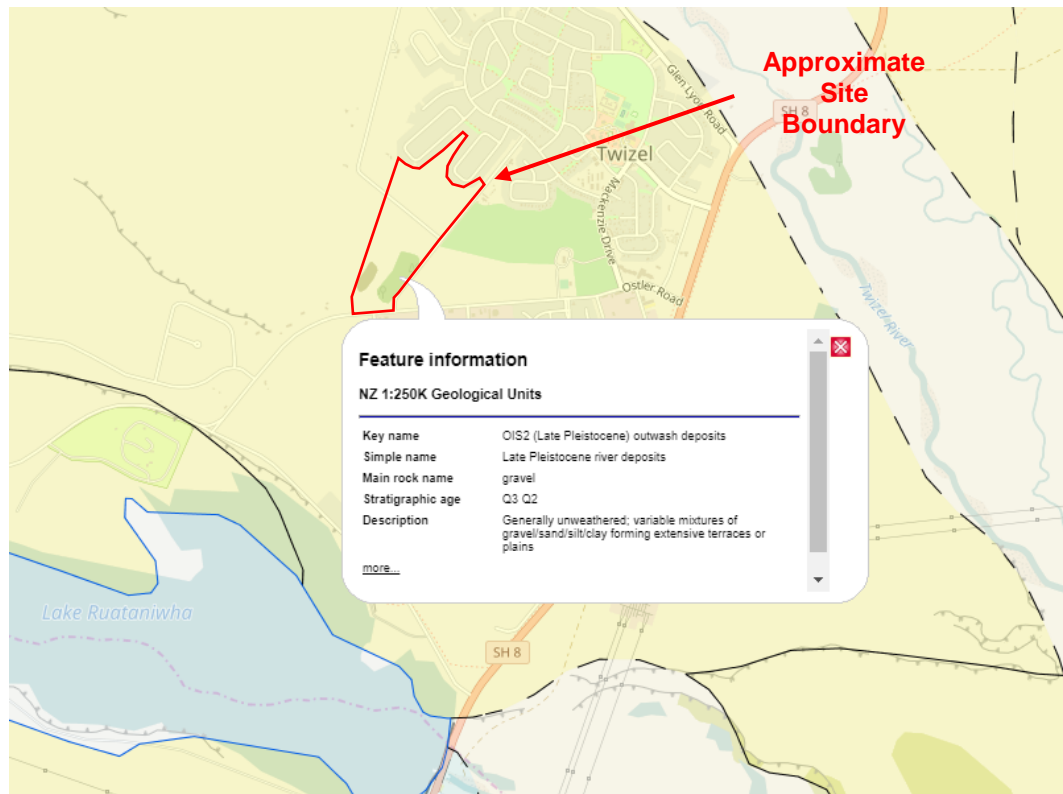 Approximate
Site
Boundary
Glen Lyon Road
SH 8
Twizel
Mackenzie Drive
Ostler Road
Twizel River
Feature information
NZ 1:250K Geological Units
Key name OIS2 (Late Pleistocene) outwash deposits
Simple name Late Pleistocene river deposits
Main rock name gravel
Stratigraphic age Q3 Q2
Description Generally unweathered; variable mixtures of
gravel/sand/silt/clay forming extensive terraces or
plains
more...
Lake Ruataniwha
SH 8